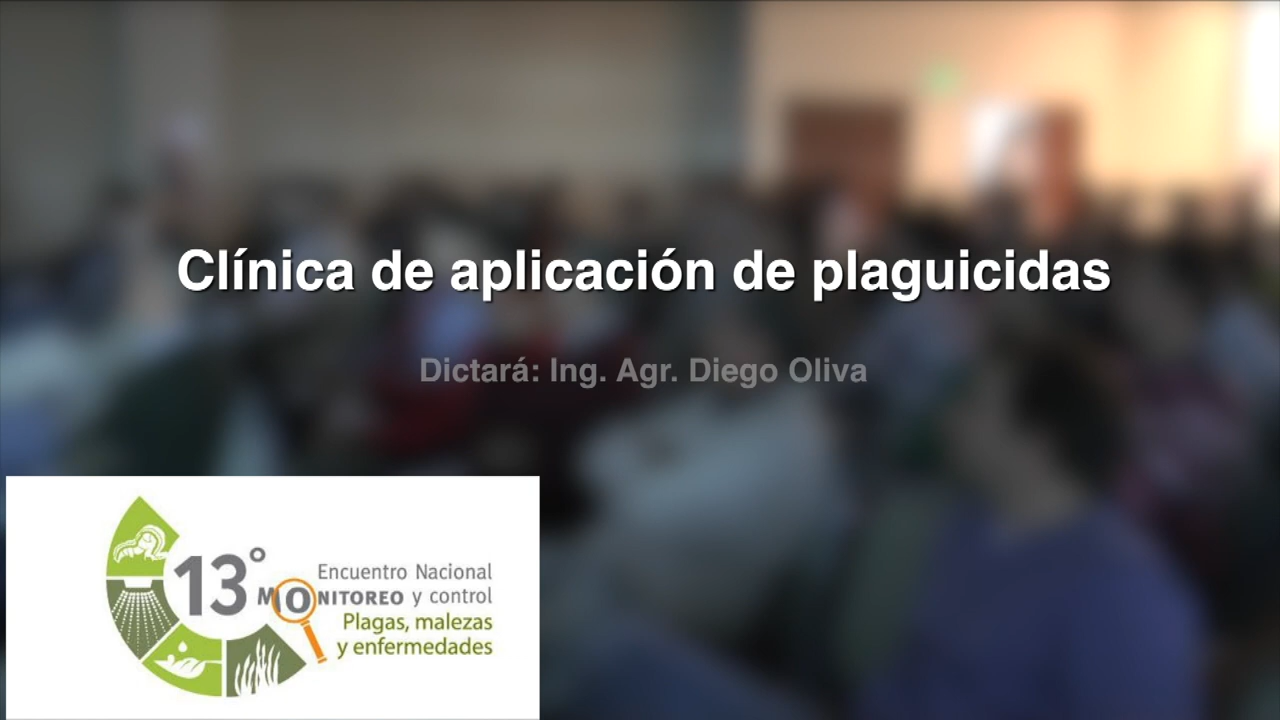 Clínica de aplicación de plaguicidas
Dictará: Ing. Agr. Diego Oliva
13°
Encuentro Nacional
MONITOREO y control
Plagas, malezas
y enfermedades